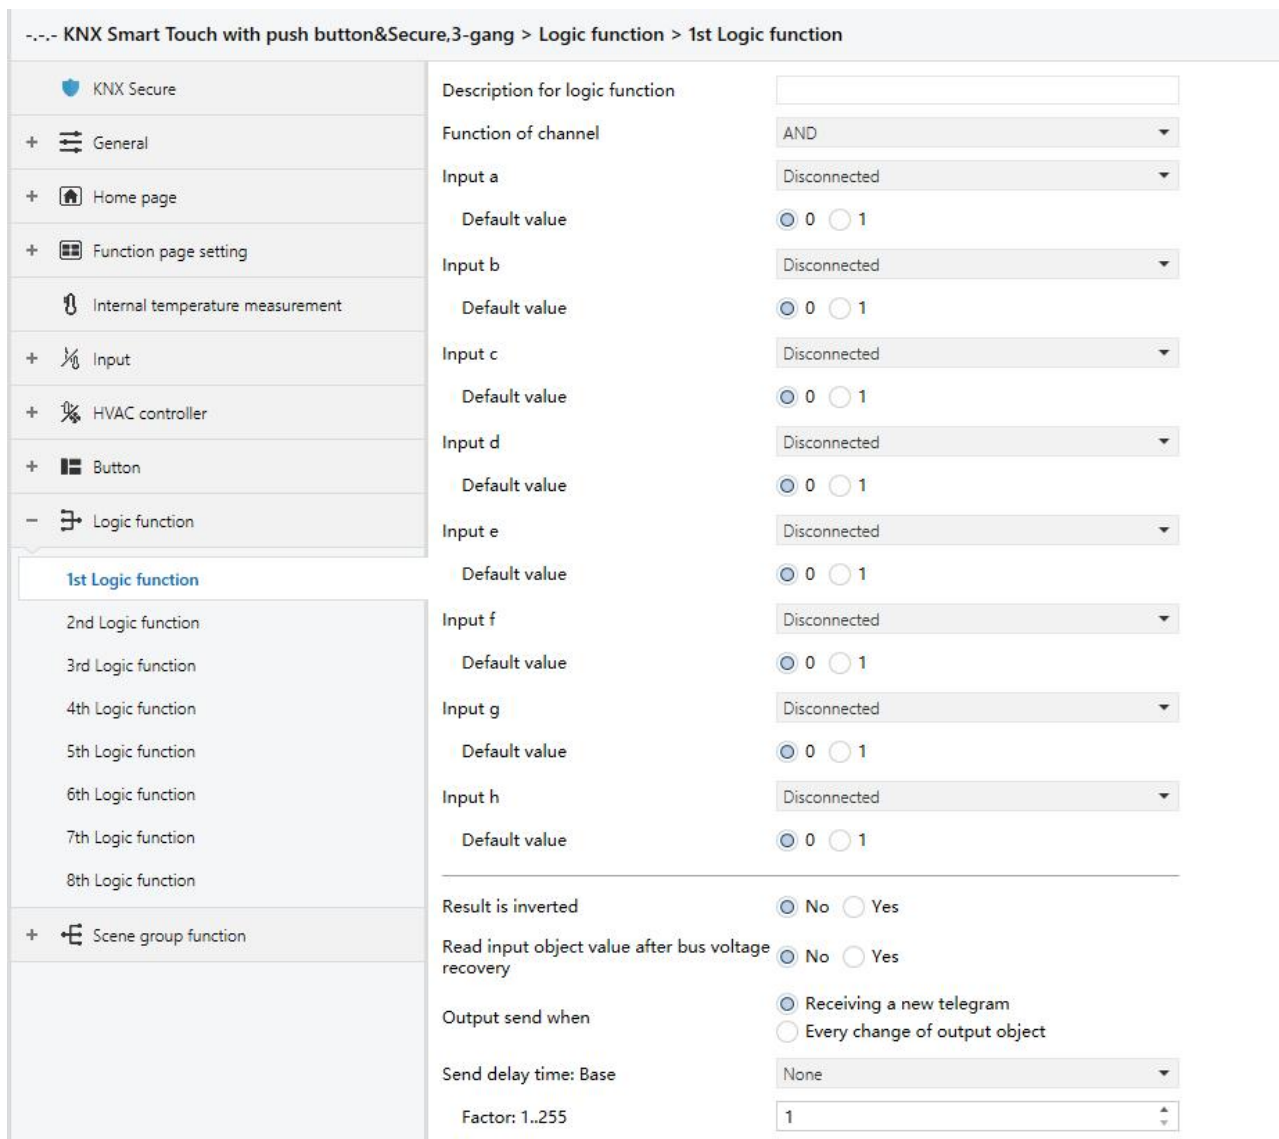 -.-.- KNX Smart Touch with push button&Secure,3-gang > Logic function > 1st Logic function
KNX Secure
+ General
+ Home page
+ Function page setting
Internal temperature measurement
+ Input
+ HVAC controller
+ Button
– Logic function
1st Logic function
2nd Logic function
3rd Logic function
4th Logic function
5th Logic function
6th Logic function
7th Logic function
8th Logic function
+ Scene group function
Description for logic function
Function of channel AND
Input a Disconnected
Default value 0 1
Input b Disconnected
Default value 0 1
Input c Disconnected
Default value 0 1
Input d Disconnected
Default value 0 1
Input e Disconnected
Default value 0 1
Input f Disconnected
Default value 0 1
Input g Disconnected
Default value 0 1
Input h Disconnected
Default value 0 1
Result is inverted No Yes
Read input object value after bus voltage
recovery No Yes
Output send when
Receiving a new telegram
Every change of output object
Send delay time: Base None
Factor: 1..255 1